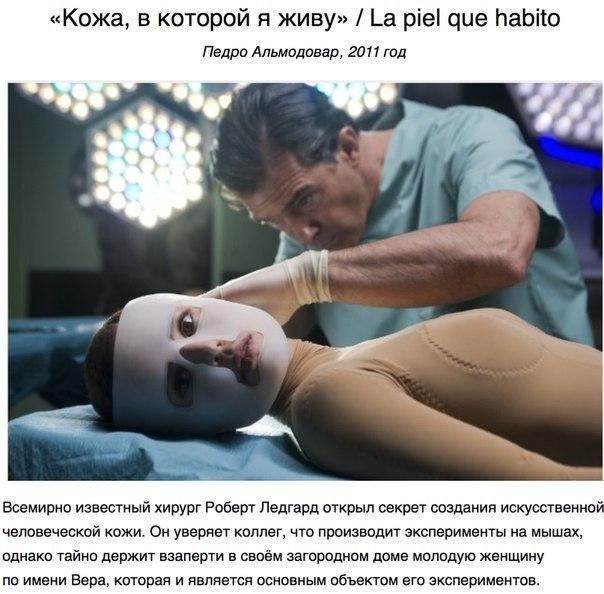 «Кожа, в которой я живу» / La piel que habito
Педро Альмодовар, 2011 год
Всемирно известный хирург Роберт Ледгард открыл секрет создания искусственной
человеческой кожи. Он уверяет коллег, что производит эксперименты на мышах,
однако тайно держит взаперти в своём загородном доме молодую женщину
по имени Вера, которая и является основным объектом его экспериментов.